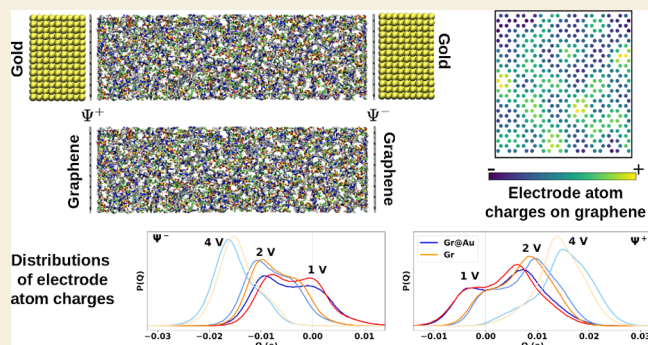 Gold
Gold
Ψ+
Ψ−
Graphene
Graphene
-
+
Electrode atom
charges on graphene
Distributions
of electrode
atom charges
P(Q)
Ψ−
4 V
2 V
1 V
−0.03
−0.02
−0.01
0.00
0.01
P(Q)
Gr@Au
Gr
1 V
2 V
4 V
Ψ+
−0.01
0.00
0.01
0.02
0.03